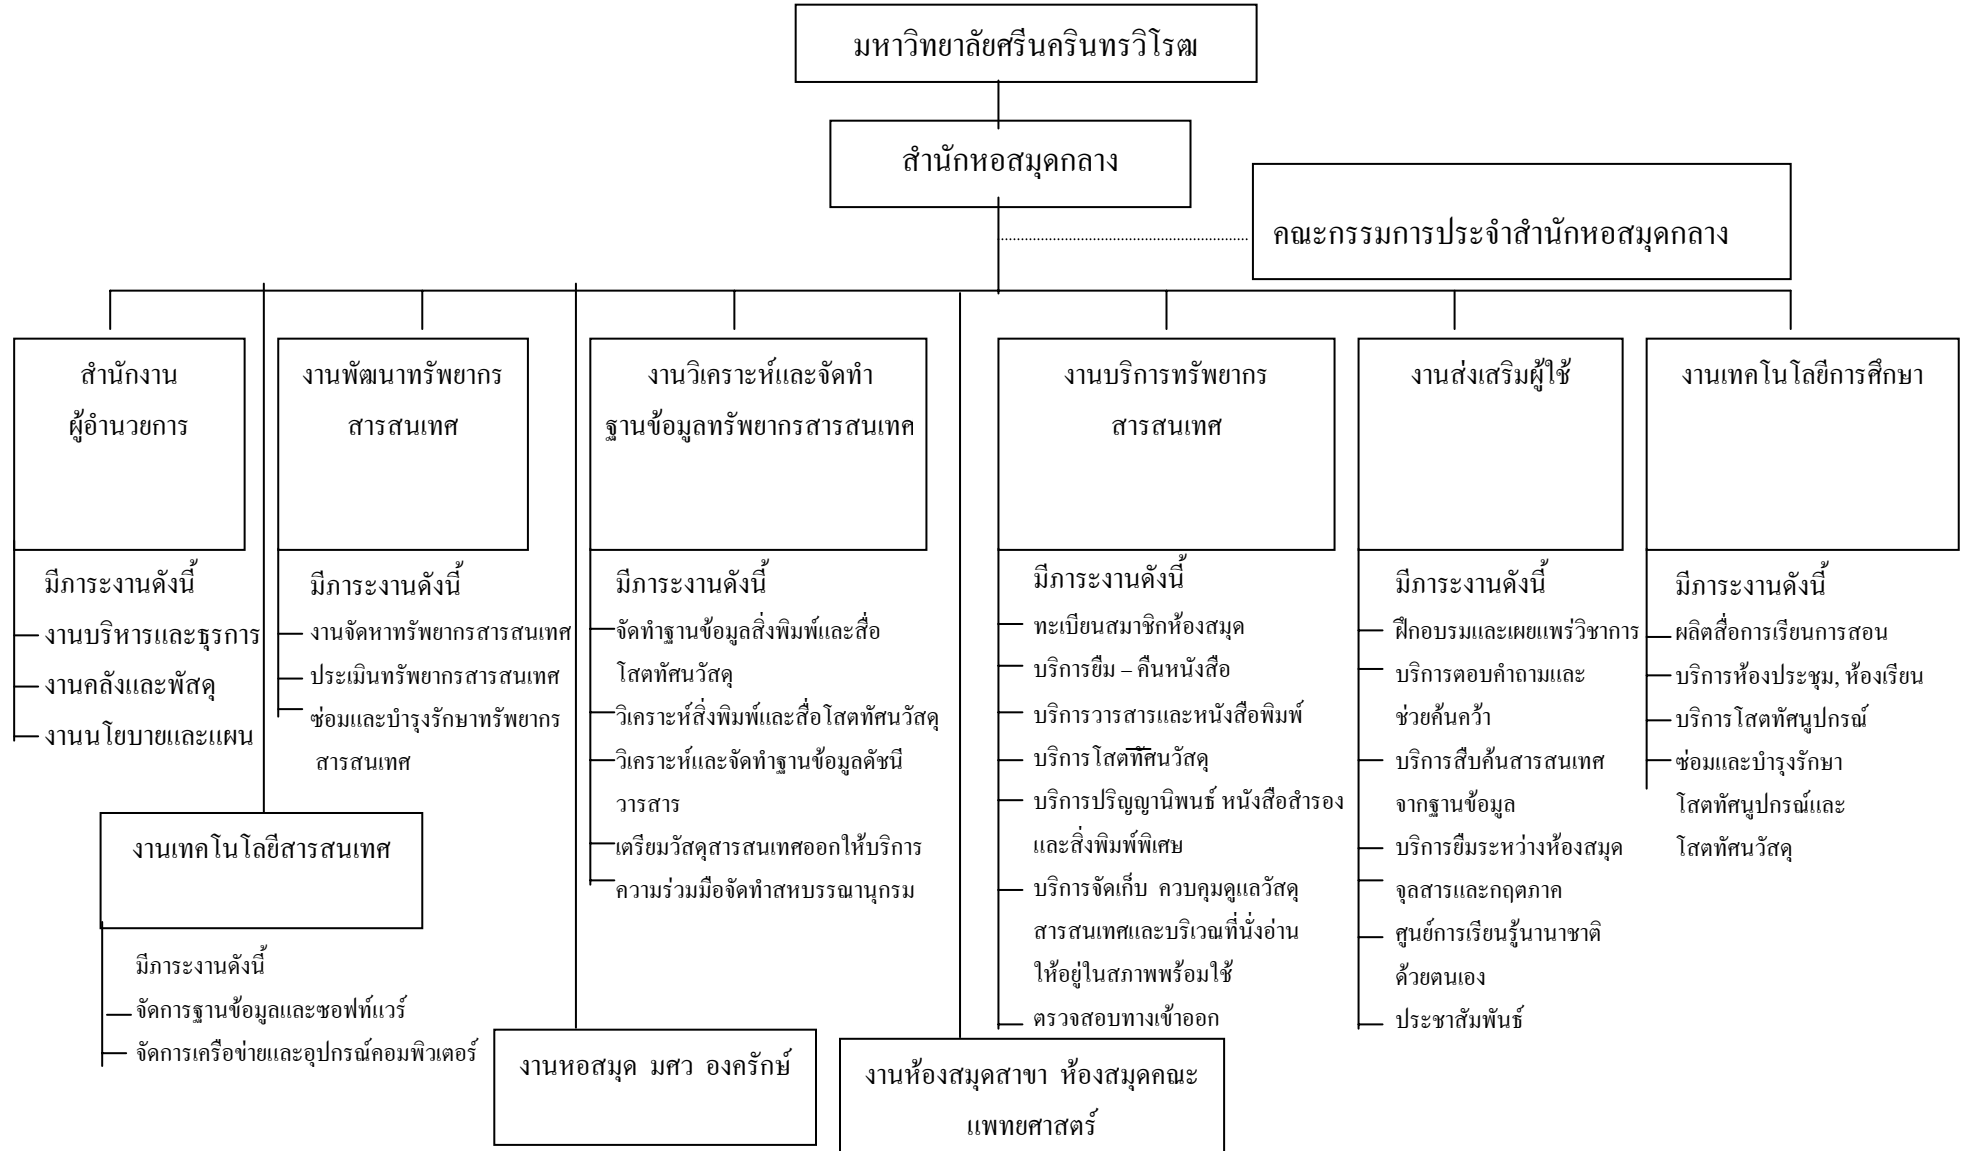 มหาวิทยาลัยศรีนครินทรวิโรฒ
สำนักหอสมุดกลาง
คณะกรรมการประจำสำนักหอสมุดกลาง
สำนักงาน
ผู้อำนวยการ
มีภาระงานดังนี้
งานบริหารและธุรการ
งานคลังและพัสดุ
งานนโยบายและแผน
งานพัฒนาทรัพยากร
สารสนเทศ
มีภาระงานดังนี้
งานจัดหาทรัพยากรสารสนเทศ
ประเมินทรัพยากรสารสนเทศ
ซ่อมและบำรุงรักษาทรัพยากร
สารสนเทศ
งานวิเคราะห์และจัดทำ
ฐานข้อมูลทรัพยากรสารสนเทศ
มีภาระงานดังนี้
จัดทำฐานข้อมูลสิ่งพิมพ์และสื่อ
โสตทัศนวัสดุ
วิเคราะห์สิ่งพิมพ์และสื่อโสตทัศนวัสดุ
วิเคราะห์และจัดทำฐานข้อมูลดัชนี
วารสาร
เตรียมวัสดุสารสนเทศออกให้บริการ
ความร่วมมือจัดทำสหบรรณานุกรม
งานบริการทรัพยากร
สารสนเทศ
มีภาระงานดังนี้
ทะเบียนสมาชิกห้องสมุด
บริการยืม – คืนหนังสือ
บริการวารสารและหนังสือพิมพ์
บริการโสตทัศนวัสดุ
บริการปริญญานิพนธ์ หนังสือสำรอง
และสิ่งพิมพ์พิเศษ
บริการจัดเก็บ ควบคุมดูแลวัสดุ
สารสนเทศและบริเวณที่นั่งอ่าน
ให้อยู่ในสภาพพร้อมใช้
ตรวจสอบทางเข้าออก
งานส่งเสริมผู้ใช้
มีภาระงานดังนี้
ฝึกอบรมและเผยแพร่วิชาการ
บริการตอบคำถามและ
ช่วยค้นคว้า
บริการสืบค้นสารสนเทศ
จากฐานข้อมูล
บริการยืมระหว่างห้องสมุด
จุลสารและกฤตภาค
ศูนย์การเรียนรู้นานาชาติ
ด้วยตนเอง
ประชาสัมพันธ์
งานเทคโนโลยีการศึกษา
มีภาระงานดังนี้
ผลิตสื่อการเรียนการสอน
บริการห้องประชุม, ห้องเรียน
บริการโสตทัศนูปกรณ์
ซ่อมและบำรุงรักษา
โสตทัศนูปกรณ์และ
โสตทัศนวัสดุ
งานเทคโนโลยีสารสนเทศ
มีภาระงานดังนี้
จัดการฐานข้อมูลและซอฟท์แวร์
จัดการเครือข่ายและอุปกรณ์คอมพิวเตอร์
งานหอสมุด มศว องครักษ์
งานห้องสมุดสาขา ห้องสมุดคณะ
แพทยศาสตร์